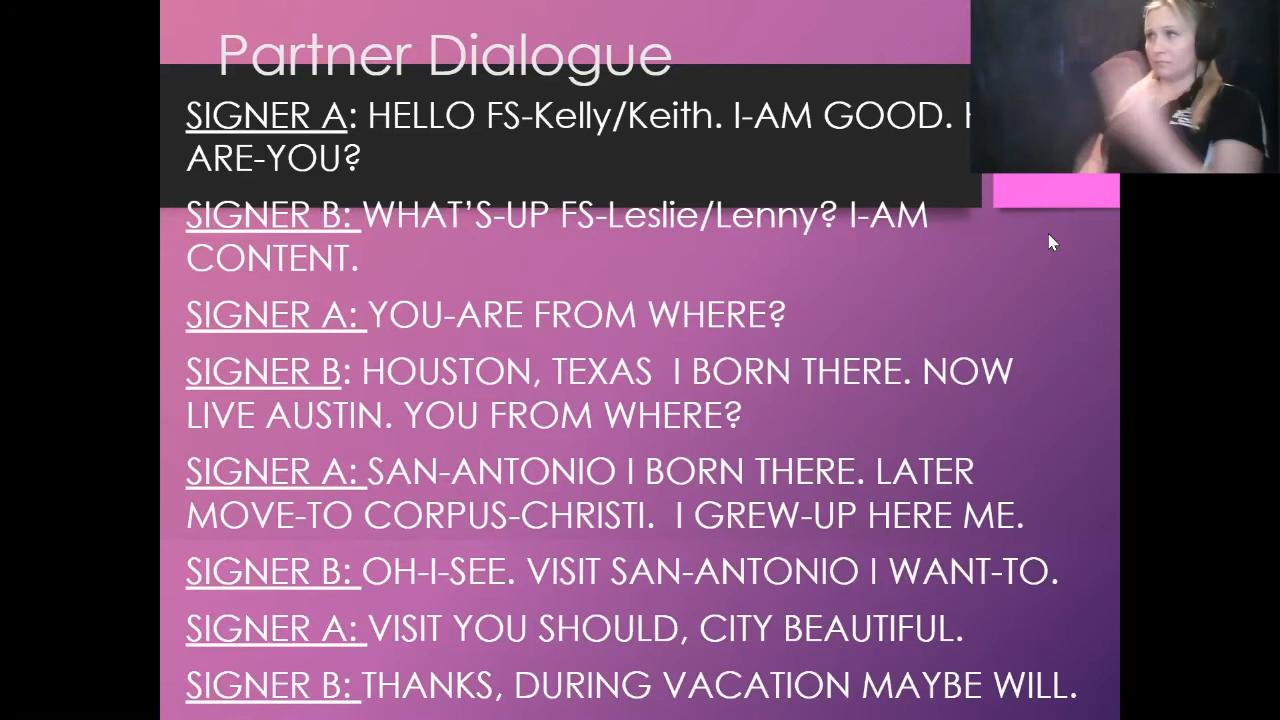 Partner Dialogue
SIGNER A: HELLO FS-Kelly/Keith. I-AM GOOD.
ARE-YOU?
SIGNER B: WHAT’S-UP FS-Leslie/Lenny? I-AM
CONTENT.
SIGNER A: YOU-ARE FROM WHERE?
SIGNER B: HOUSTON, TEXAS I BORN THERE. NOW
LIVE AUSTIN. YOU FROM WHERE?
SIGNER A: SAN-ANTONIO I BORN THERE. LATER
MOVE-TO CORPUS-CHRISTI. I GREW-UP HERE ME.
SIGNER B: OH-I-SEE. VISIT SAN-ANTONIO I WANT-TO.
SIGNER A: VISIT YOU SHOULD, CITY BEAUTIFUL.
SIGNER B: THANKS, DURING VACATION MAYBE WILL.